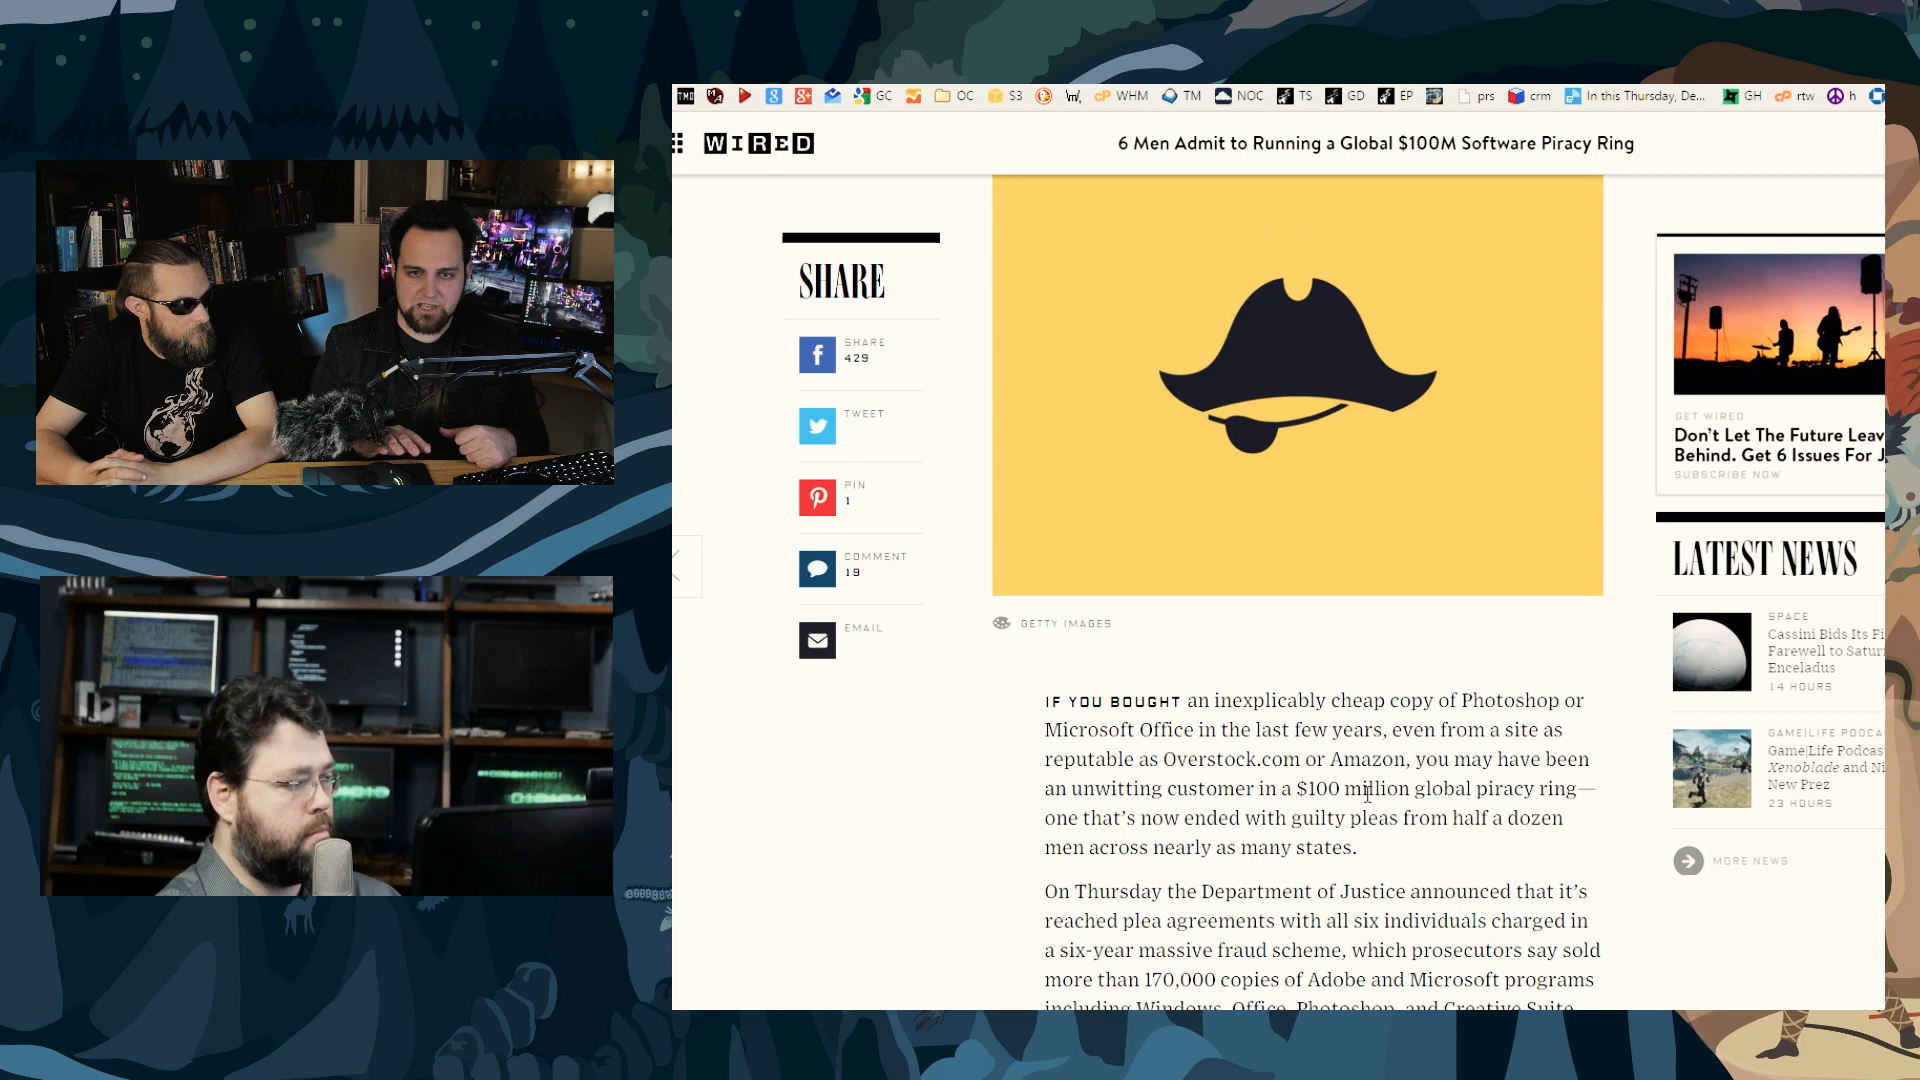 GC OC S3 \m/, WHM TM NOC TS GD EP prs crm In this Thursday, De... GH rtw h
WIRED
6 Men Admit to Running a Global $100M Software Piracy Ring
SHARE
SHARE
429
TWEET
PIN
1
COMMENT
19
EMAIL
GETTY IMAGES
IF YOU BOUGHT an inexplicably cheap copy of Photoshop or
Microsoft Office in the last few years, even from a site as
reputable as Overstock.com or Amazon, you may have been
an unwitting customer in a $100 million global piracy ring—
one that's now ended with guilty pleas from half a dozen
men across nearly as many states.
On Thursday the Department of Justice announced that it's
reached plea agreements with all six individuals charged in
a six-year massive fraud scheme, which prosecutors say sold
more than 170,000 copies of Adobe and Microsoft programs
including Windows, Office, Photoshop, and Creative Suite
GET WIRED
Don't Let The Future Leav
Behind. Get 6 Issues For J
SUBSCRIBE NOW
LATEST NEWS
SPACE
Cassini Bids Its Fi
Farewell to Satur
Enceladus
14 HOURS
GAME|LIFE PODCA
Game|Life Podcas
Xenoblade and Ni
New Prez
23 HOURS
MORE NEWS